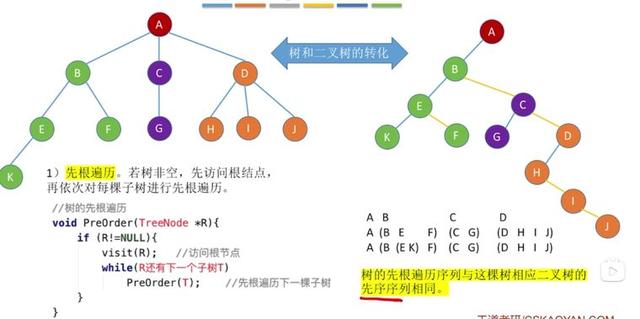 A
B
C
D
E
F
G
H
I
J
K
树和二叉树的转化
A
B
E
C
K
F
G
D
H
I
J
1）先根遍历。若树非空，先访问根结点，
再依次对每棵子树进行先根遍历。
//树的先根遍历
void PreOrder(TreeNode *R){
if (R!=NULL){
visit(R); //访问根节点
while(R还有下一个子树T)
PreOrder(T); //先根遍历下一棵子树
}
}
A B C D
A (B E F) (C G) (D H I J)
A (B (E K) F) (C G) (D H I J)
树的先根遍历序列与这棵树相应二叉树的
先序序列相同。
王道考研/CSKAOYAN.COM